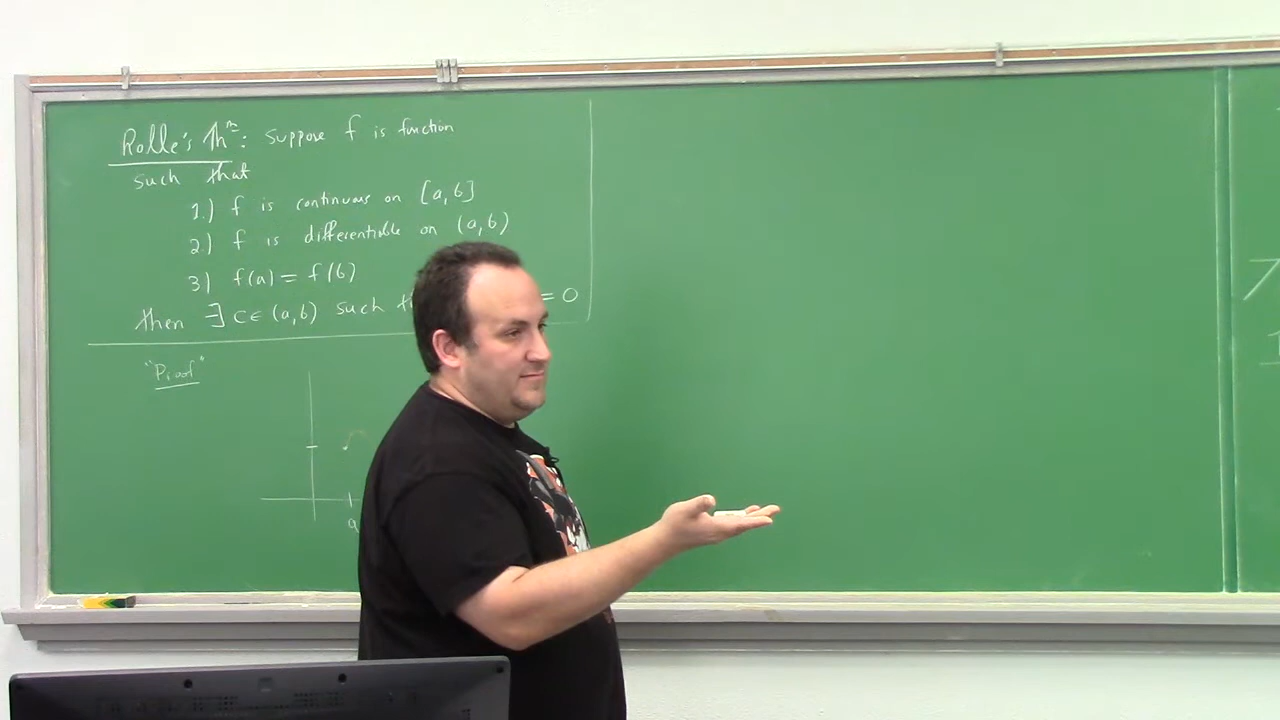 Rolle's Thᵐ: Suppose f is function
such that
1.) f is continuous on [a,b]
2.) f is differentiable on (a,b)
3) f(a) = f(b)
then ∃ c ∈ (a,b) such = 0
"Proof"
a